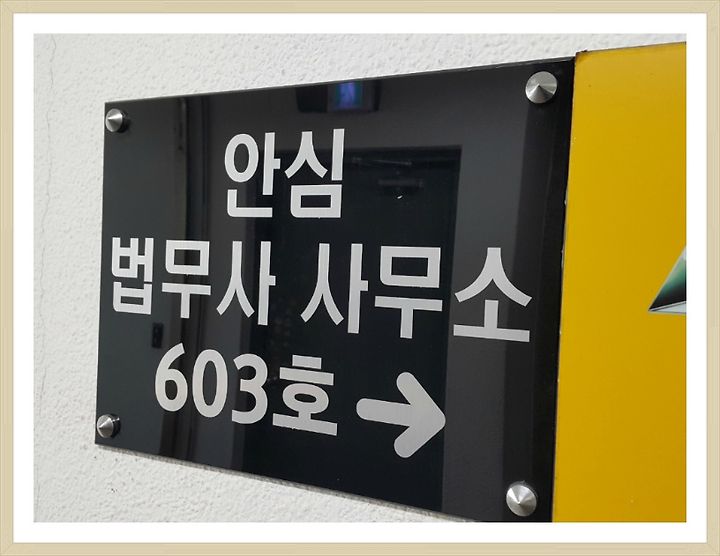 안심
법무사 사무소
603호 →